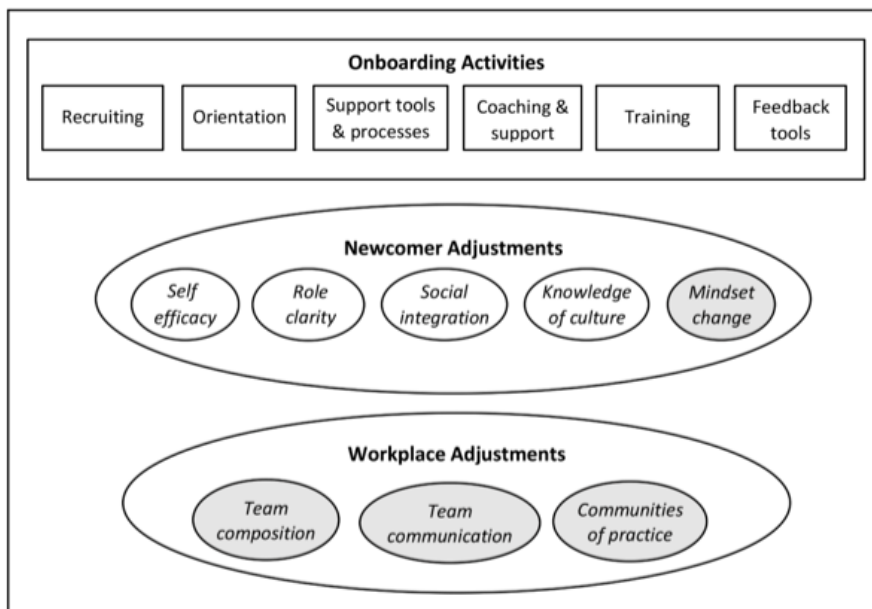 Onboarding Activities
Recruiting
Orientation
Support tools
& processes
Coaching &
support
Training
Feedback
tools
Newcomer Adjustments
Self
efficacy
Role
clarity
Social
integration
Knowledge
of culture
Mindset
change
Workplace Adjustments
Team
composition
Team
communication
Communities
of practice